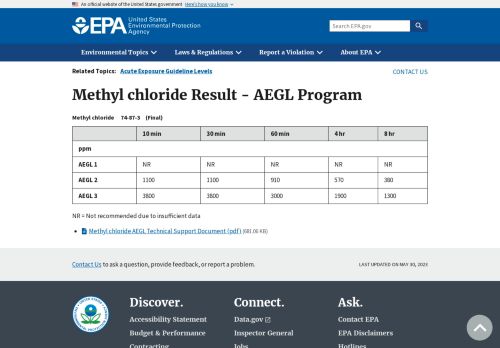 An official website of the United States government Here's how you know
EPA United States
Environmental Protection
Agency
Search EPA.gov
Environmental Topics Laws & Regulations Report a Violation About EPA
Related Topics: Acute Exposure Guideline Levels
CONTACT US
Methyl chloride Result - AEGL Program
Methyl chloride 74-87-3 (Final)
10 min 30 min 60 min 4 hr 8 hr
ppm
AEGL 1 NR NR NR NR NR
AEGL 2 1100 1100 910 570 380
AEGL 3 3800 3800 3000 1900 1300
NR = Not recommended due to insufficient data
Methyl chloride AEGL Technical Support Document (pdf) (681.06 KB)
Contact Us to ask a question, provide feedback, or report a problem.
LAST UPDATED ON MAY 30, 2023
Discover. Connect. Ask.
Accessibility Statement Data.gov Contact EPA
Budget & Performance Inspector General EPA Disclaimers
Contracting Jobs Hotlines